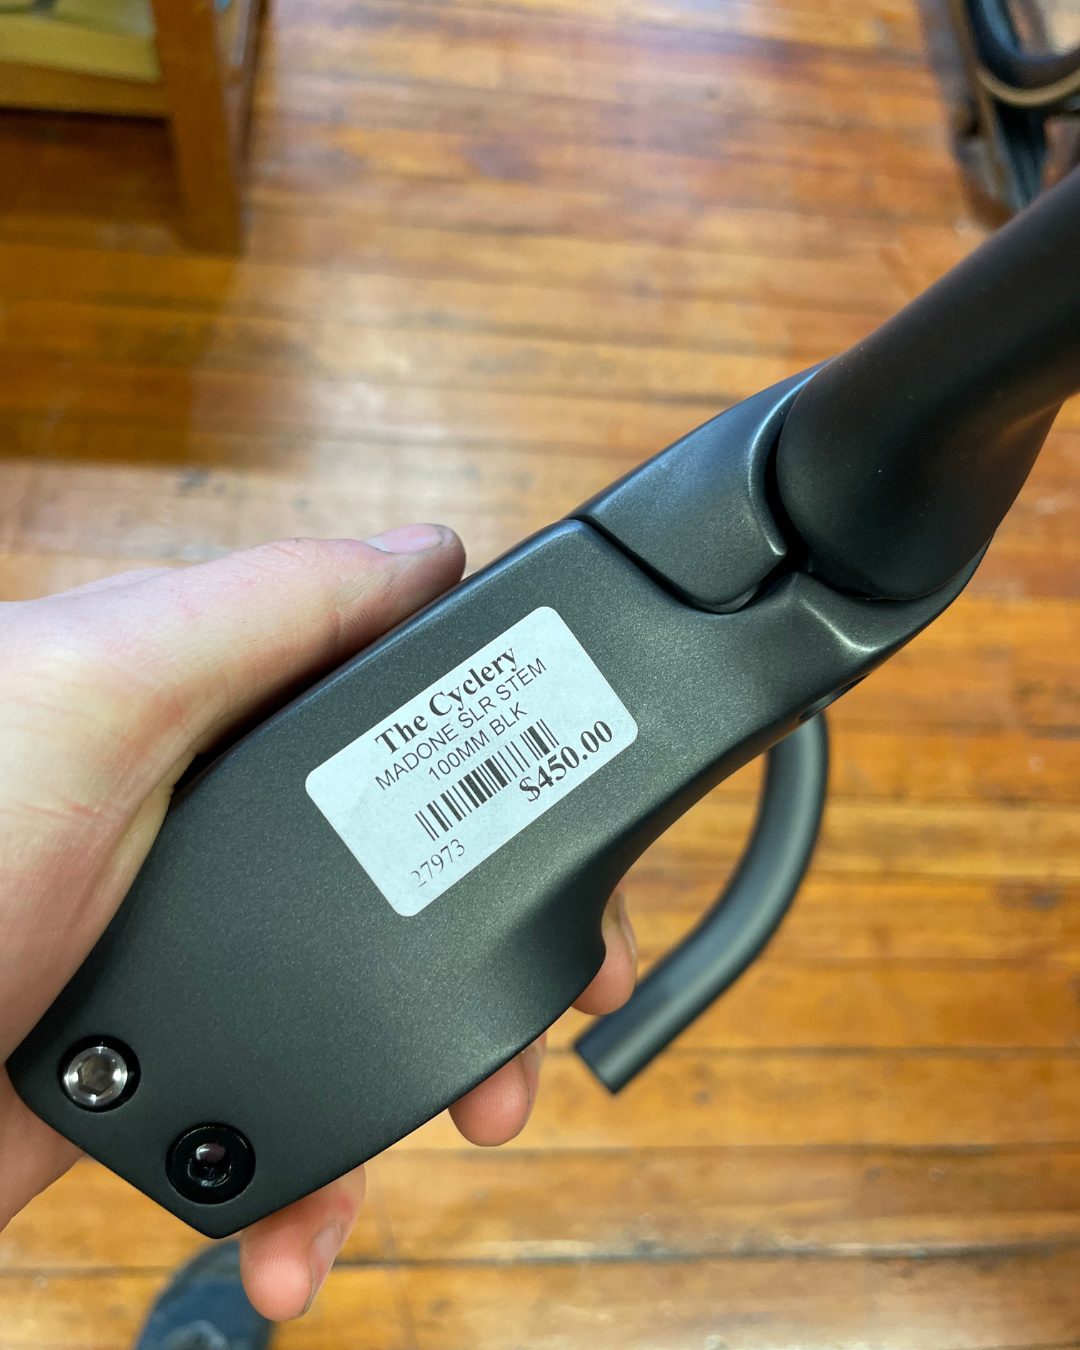 The Cyclery
MADONE SLR STEM
100MM BLK
$450.00
27973